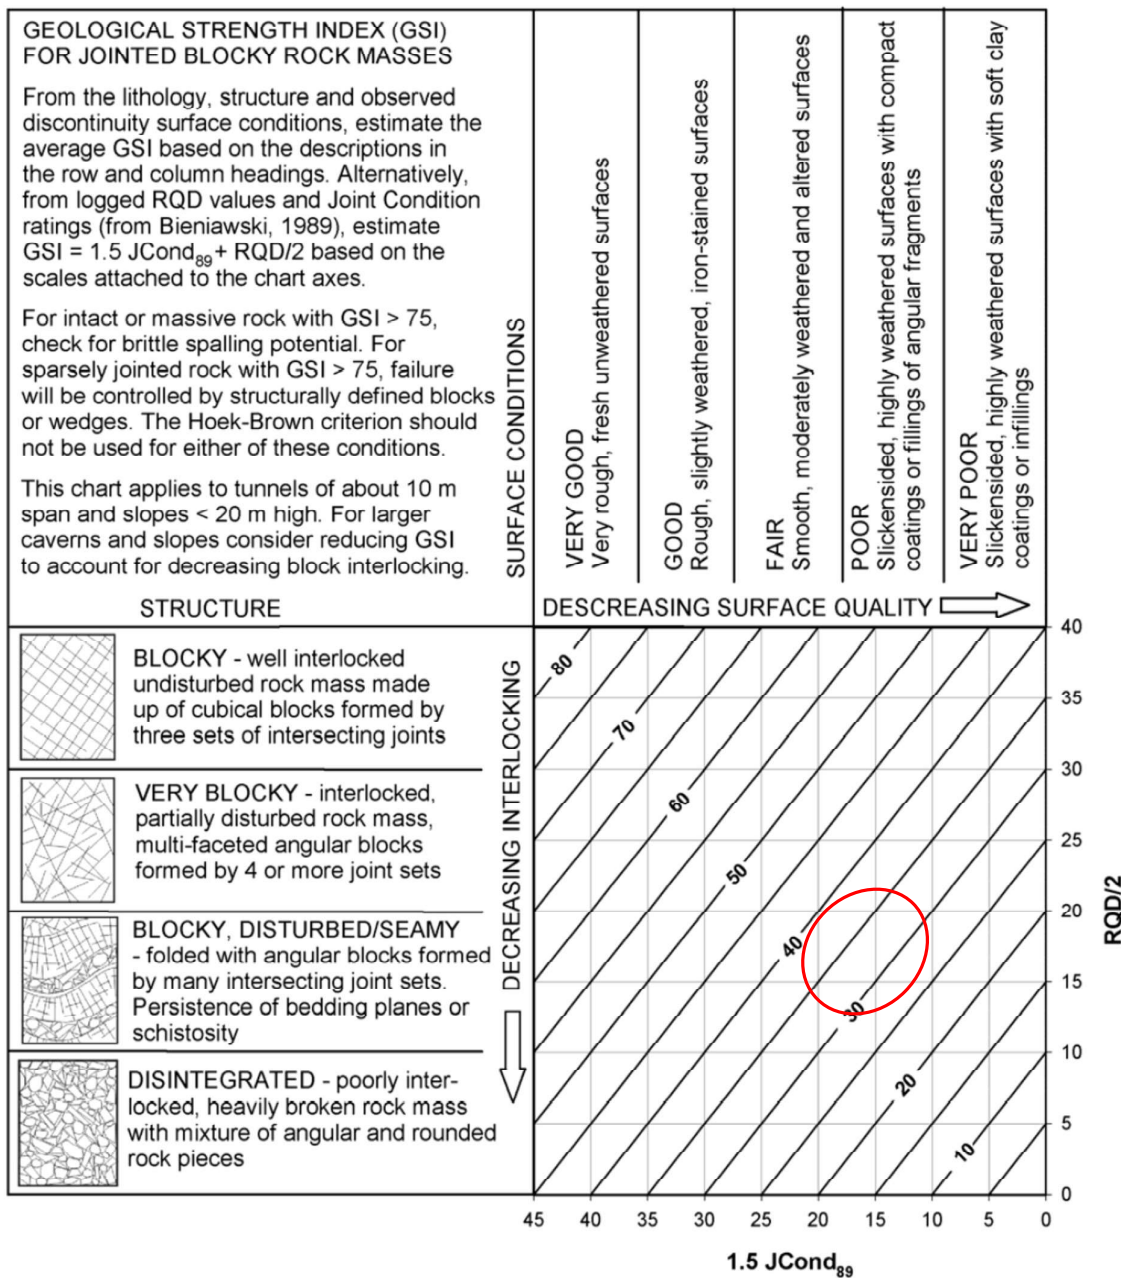 GEOLOGICAL STRENGTH INDEX (GSI)
FOR JOINTED BLOCKY ROCK MASSES
From the lithology, structure and observed
discontinuity surface conditions, estimate the
average GSI based on the descriptions in
the row and column headings. Alternatively,
from logged RQD values and Joint Condition
ratings (from Bieniawski, 1989), estimate
GSI = 1.5 JCond89 + RQD/2 based on the
scales attached to the chart axes.
For intact or massive rock with GSI > 75,
check for brittle spalling potential. For
sparsely jointed rock with GSI > 75, failure
will be controlled by structurally defined blocks
or wedges. The Hoek-Brown criterion should
not be used for either of these conditions.
This chart applies to tunnels of about 10 m
span and slopes < 20 m high. For larger
caverns and slopes consider reducing GSI
to account for decreasing block interlocking.
SURFACE CONDITIONS
VERY GOOD
Very rough, fresh unweathered surfaces
GOOD
Rough, slightly weathered, iron-stained surfaces
FAIR
Smooth, moderately weathered and altered surfaces
POOR
Slickensided, highly weathered surfaces with compact
coatings or fillings of angular fragments
VERY POOR
Slickensided, highly weathered surfaces with soft clay
coatings or infillings
STRUCTURE
DESCREASING SURFACE QUALITY
BLOCKY - well interlocked
undisturbed rock mass made
up of cubical blocks formed by
three sets of intersecting joints
VERY BLOCKY - interlocked,
partially disturbed rock mass,
multi-faceted angular blocks
formed by 4 or more joint sets
BLOCKY, DISTURBED/SEAMY
- folded with angular blocks formed
by many intersecting joint sets.
Persistence of bedding planes or
schistosity
DISINTEGRATED - poorly inter-
locked, heavily broken rock mass
with mixture of angular and rounded
rock pieces
DECREASING INTERLOCKING
80
70
60
50
40
30
20
10
40
35
30
25
20
15
10
5
0
RQD/2
45 40 35 30 25 20 15 10 5 0
1.5 JCond89